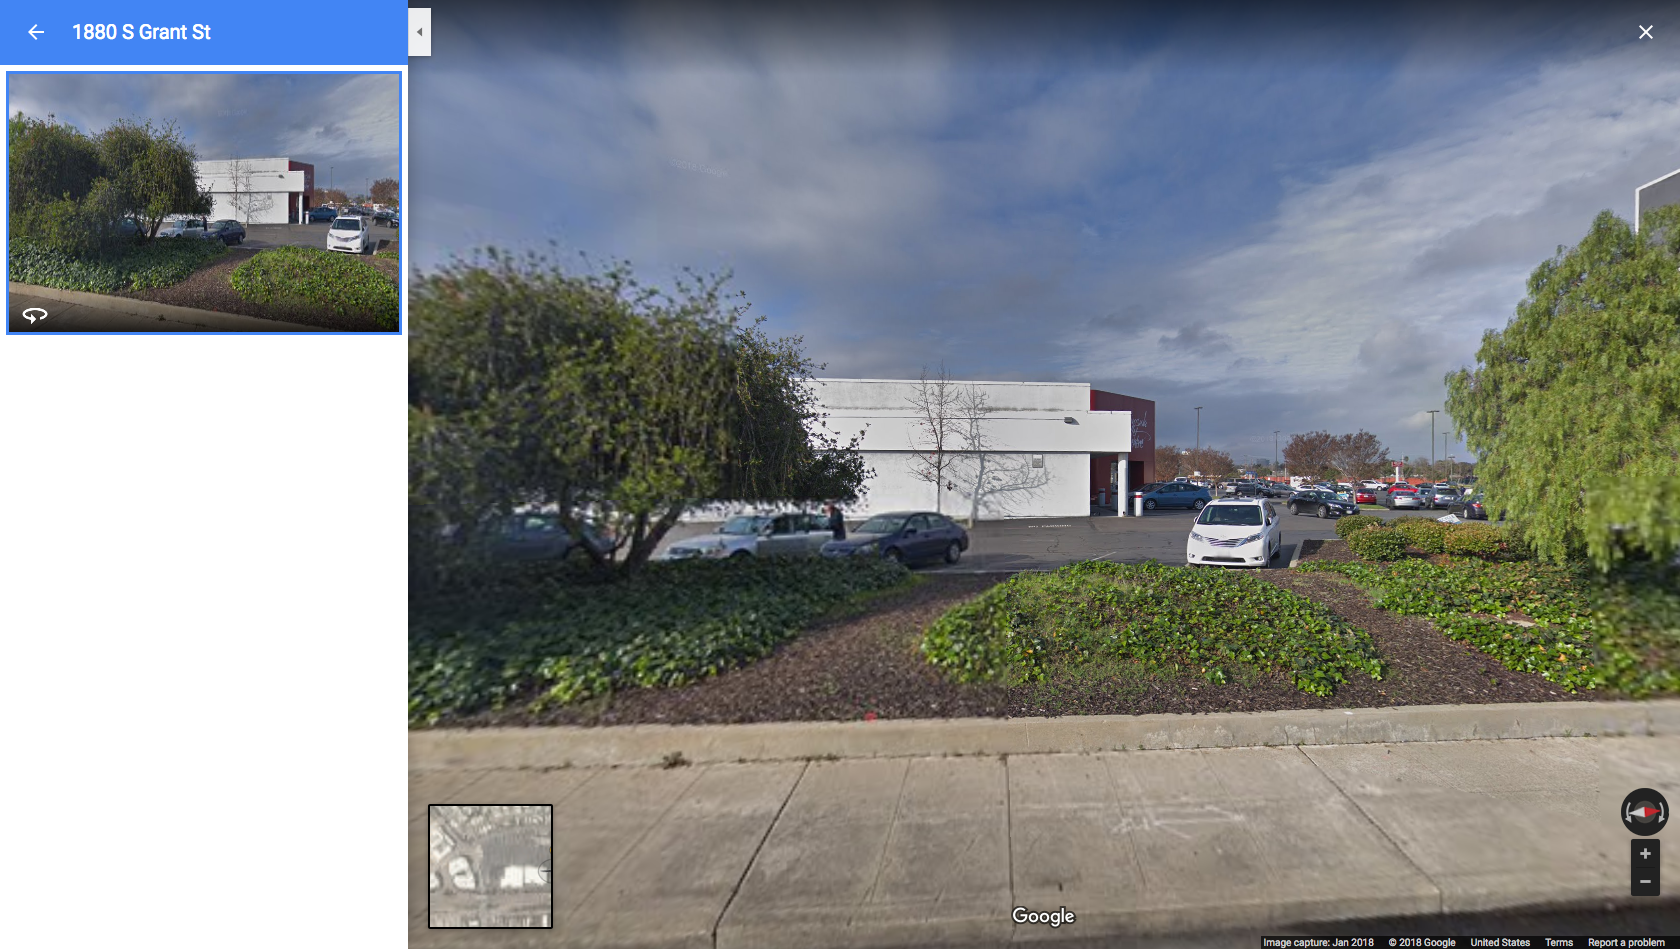 1880 S Grant St
Google
Image capture: Jan 2018 © 2018 Google United States Terms Report a problem